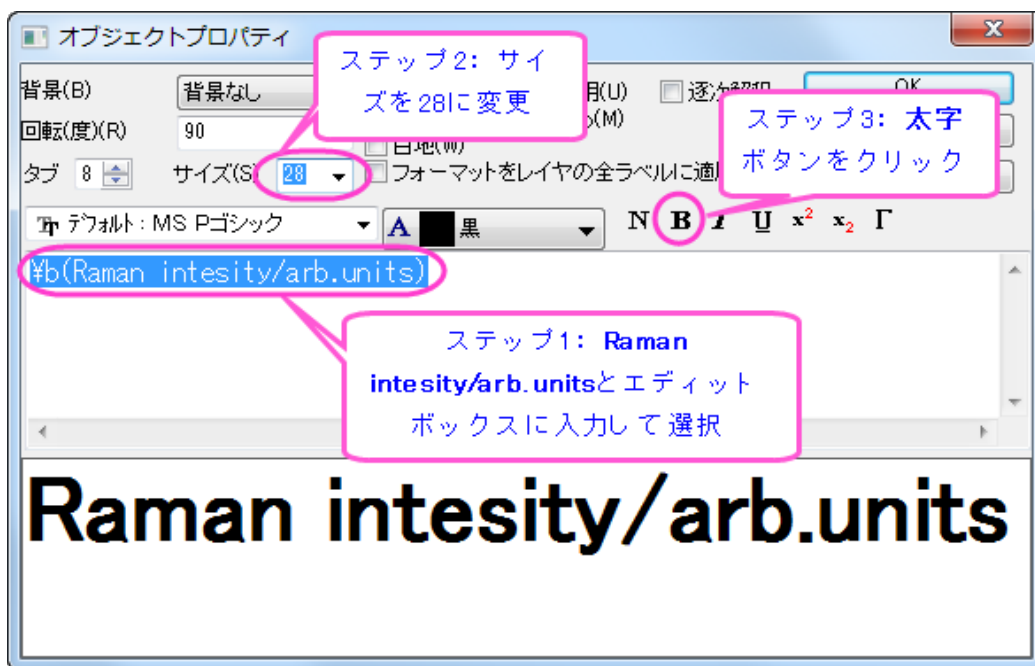 オブジェクトプロパティ
x
ステップ2: サイ
ズを28に変更
背景(B) 背景なし 用(U) 逐次解釈 OK
(M)
回転(度)(R) 90
白地(W)
タブ 8 サイズ(S) 28 フォーマットをレイヤの全ラベルに適
ステップ3: 太字
ボタンをクリック
デフォルト: MS Pゴシック A 黒 N B I U x² x₂ Γ
¥b(Raman intesity/arb.units)
ステップ1: Raman
intesity/arb.unitsとエディット
ボックスに入力して選択
Raman intesity/arb.units